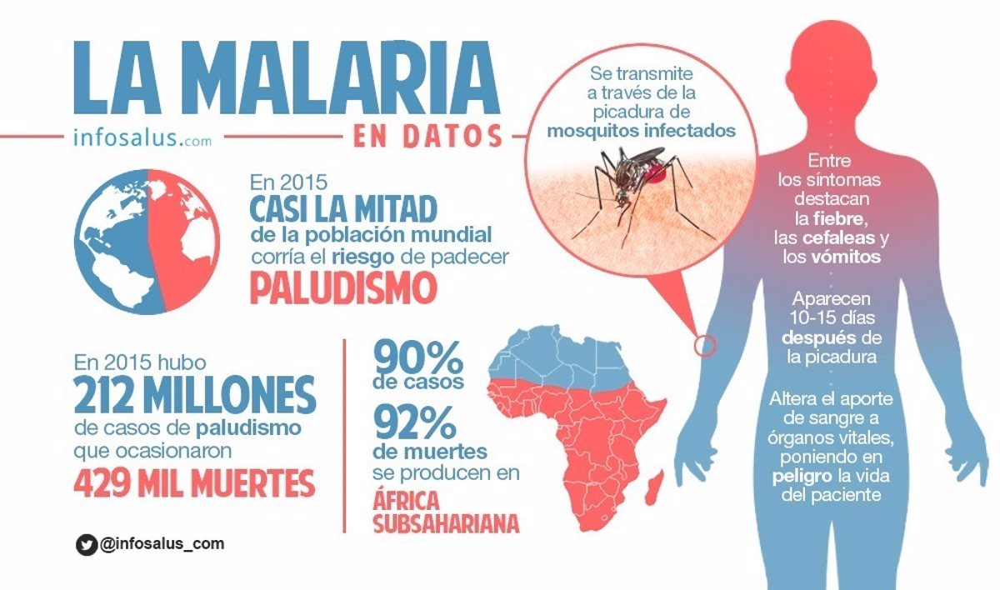 LA MALARIA
infosalus.com
EN DATOS
En 2015
CASI LA MITAD
de la población mundial
corría el riesgo de padecer
PALUDISMO
En 2015 hubo
212 MILLONES
de casos de paludismo
que ocasionaron
429 MIL MUERTES
90%
de casos
92%
de muertes
se producen en
ÁFRICA
SUBSAHARIANA
@infosalus_com
Se transmite
a través de la
picadura de
mosquitos infectados
Entre
los síntomas
destacan
la fiebre,
las cefaleas y
los vómitos
Aparecen
10-15 días
después de
la picadura
Altera el aporte
de sangre a
órganos vitales,
poniendo en
peligro la vida
del paciente